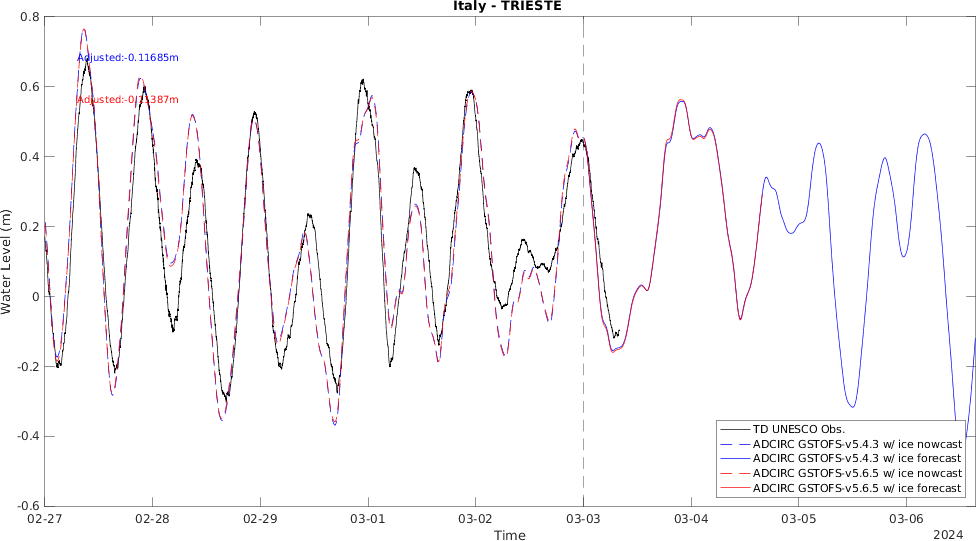 Italy - TRIESTE
Water Level (m)
0.8
0.6
0.4
0.2
0
-0.2
-0.4
-0.6
Adjusted:-0.11685m
TD UNESCO Obs.
ADCIRC GSTOFS-v5.4.3 w/ ice nowcast
ADCIRC GSTOFS-v5.4.3 w/ ice forecast
ADCIRC GSTOFS-v5.6.5 w/ ice nowcast
ADCIRC GSTOFS-v5.6.5 w/ ice forecast
02-27 02-28 02-29 03-01 03-02 03-03 03-04 03-05 03-06
Time
2024